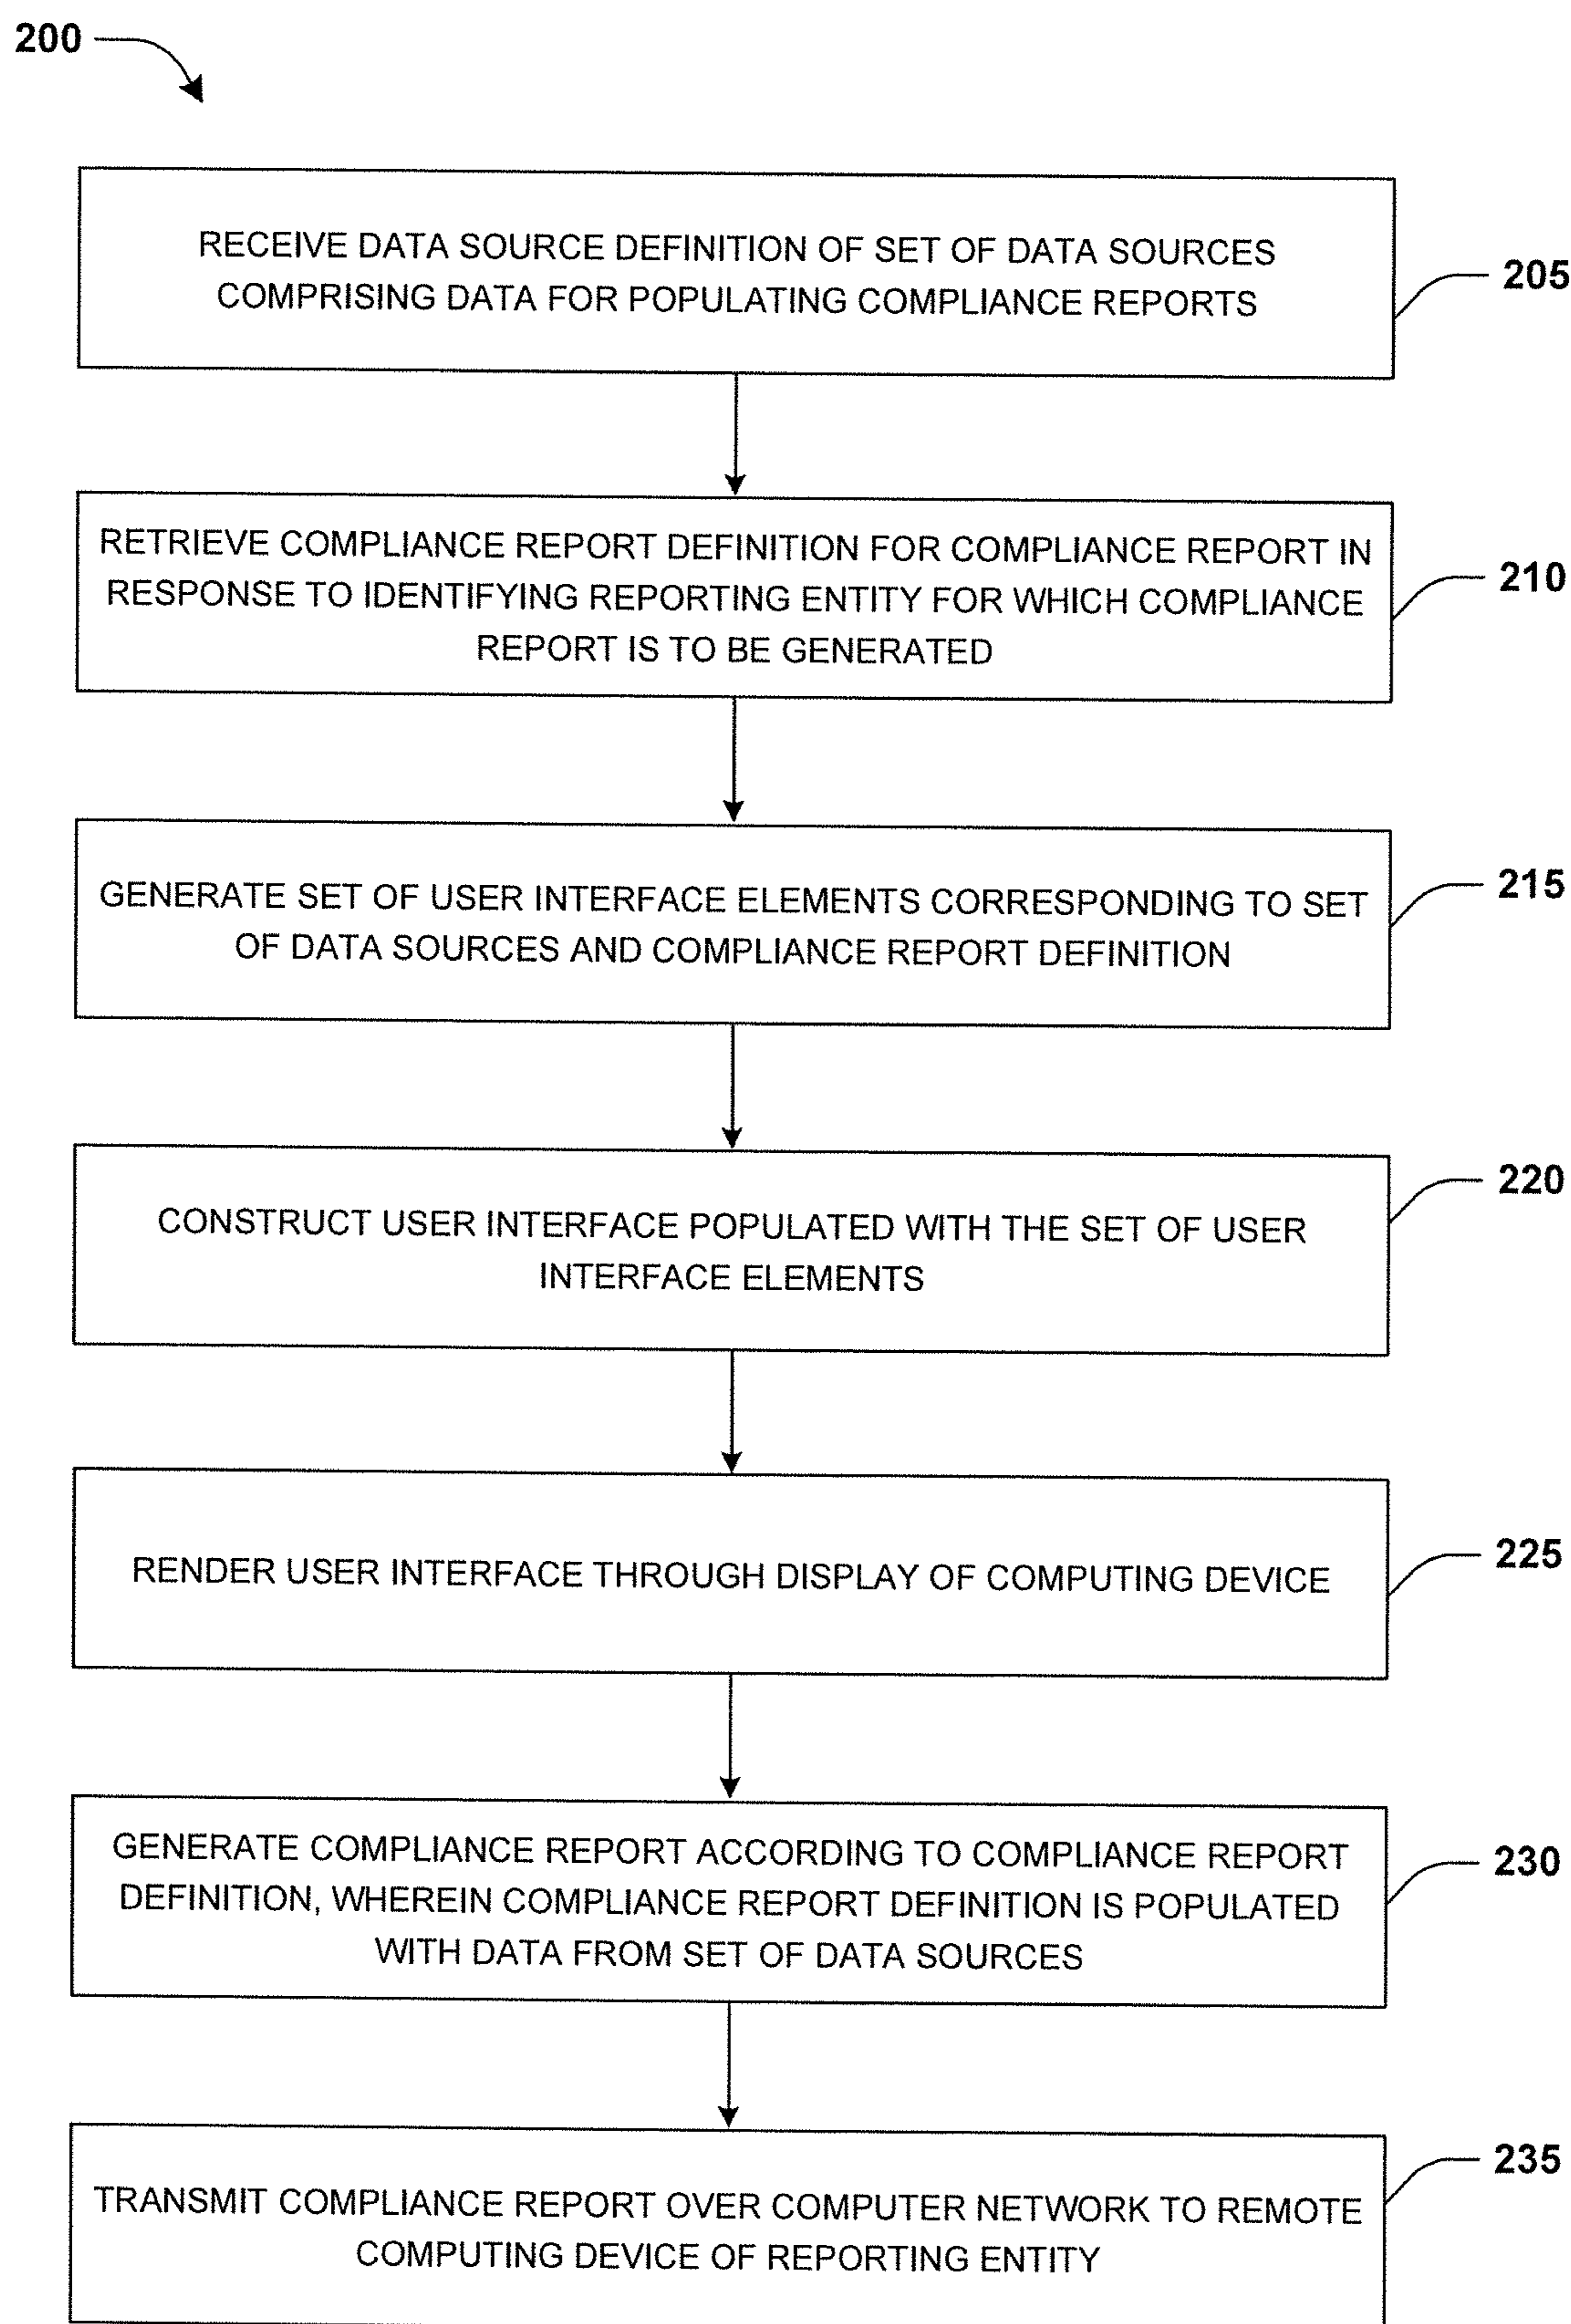 200
RECEIVE DATA SOURCE DEFINITION OF SET OF DATA SOURCES
COMPRISING DATA FOR POPULATING COMPLIANCE REPORTS
205
RETRIEVE COMPLIANCE REPORT DEFINITION FOR COMPLIANCE REPORT IN
RESPONSE TO IDENTIFYING REPORTING ENTITY FOR WHICH COMPLIANCE
REPORT IS TO BE GENERATED
210
GENERATE SET OF USER INTERFACE ELEMENTS CORRESPONDING TO SET
OF DATA SOURCES AND COMPLIANCE REPORT DEFINITION
215
CONSTRUCT USER INTERFACE POPULATED WITH THE SET OF USER
INTERFACE ELEMENTS
220
RENDER USER INTERFACE THROUGH DISPLAY OF COMPUTING DEVICE
225
GENERATE COMPLIANCE REPORT ACCORDING TO COMPLIANCE REPORT
DEFINITION, WHEREIN COMPLIANCE REPORT DEFINITION IS POPULATED
WITH DATA FROM SET OF DATA SOURCES
230
TRANSMIT COMPLIANCE REPORT OVER COMPUTER NETWORK TO REMOTE
COMPUTING DEVICE OF REPORTING ENTITY
235